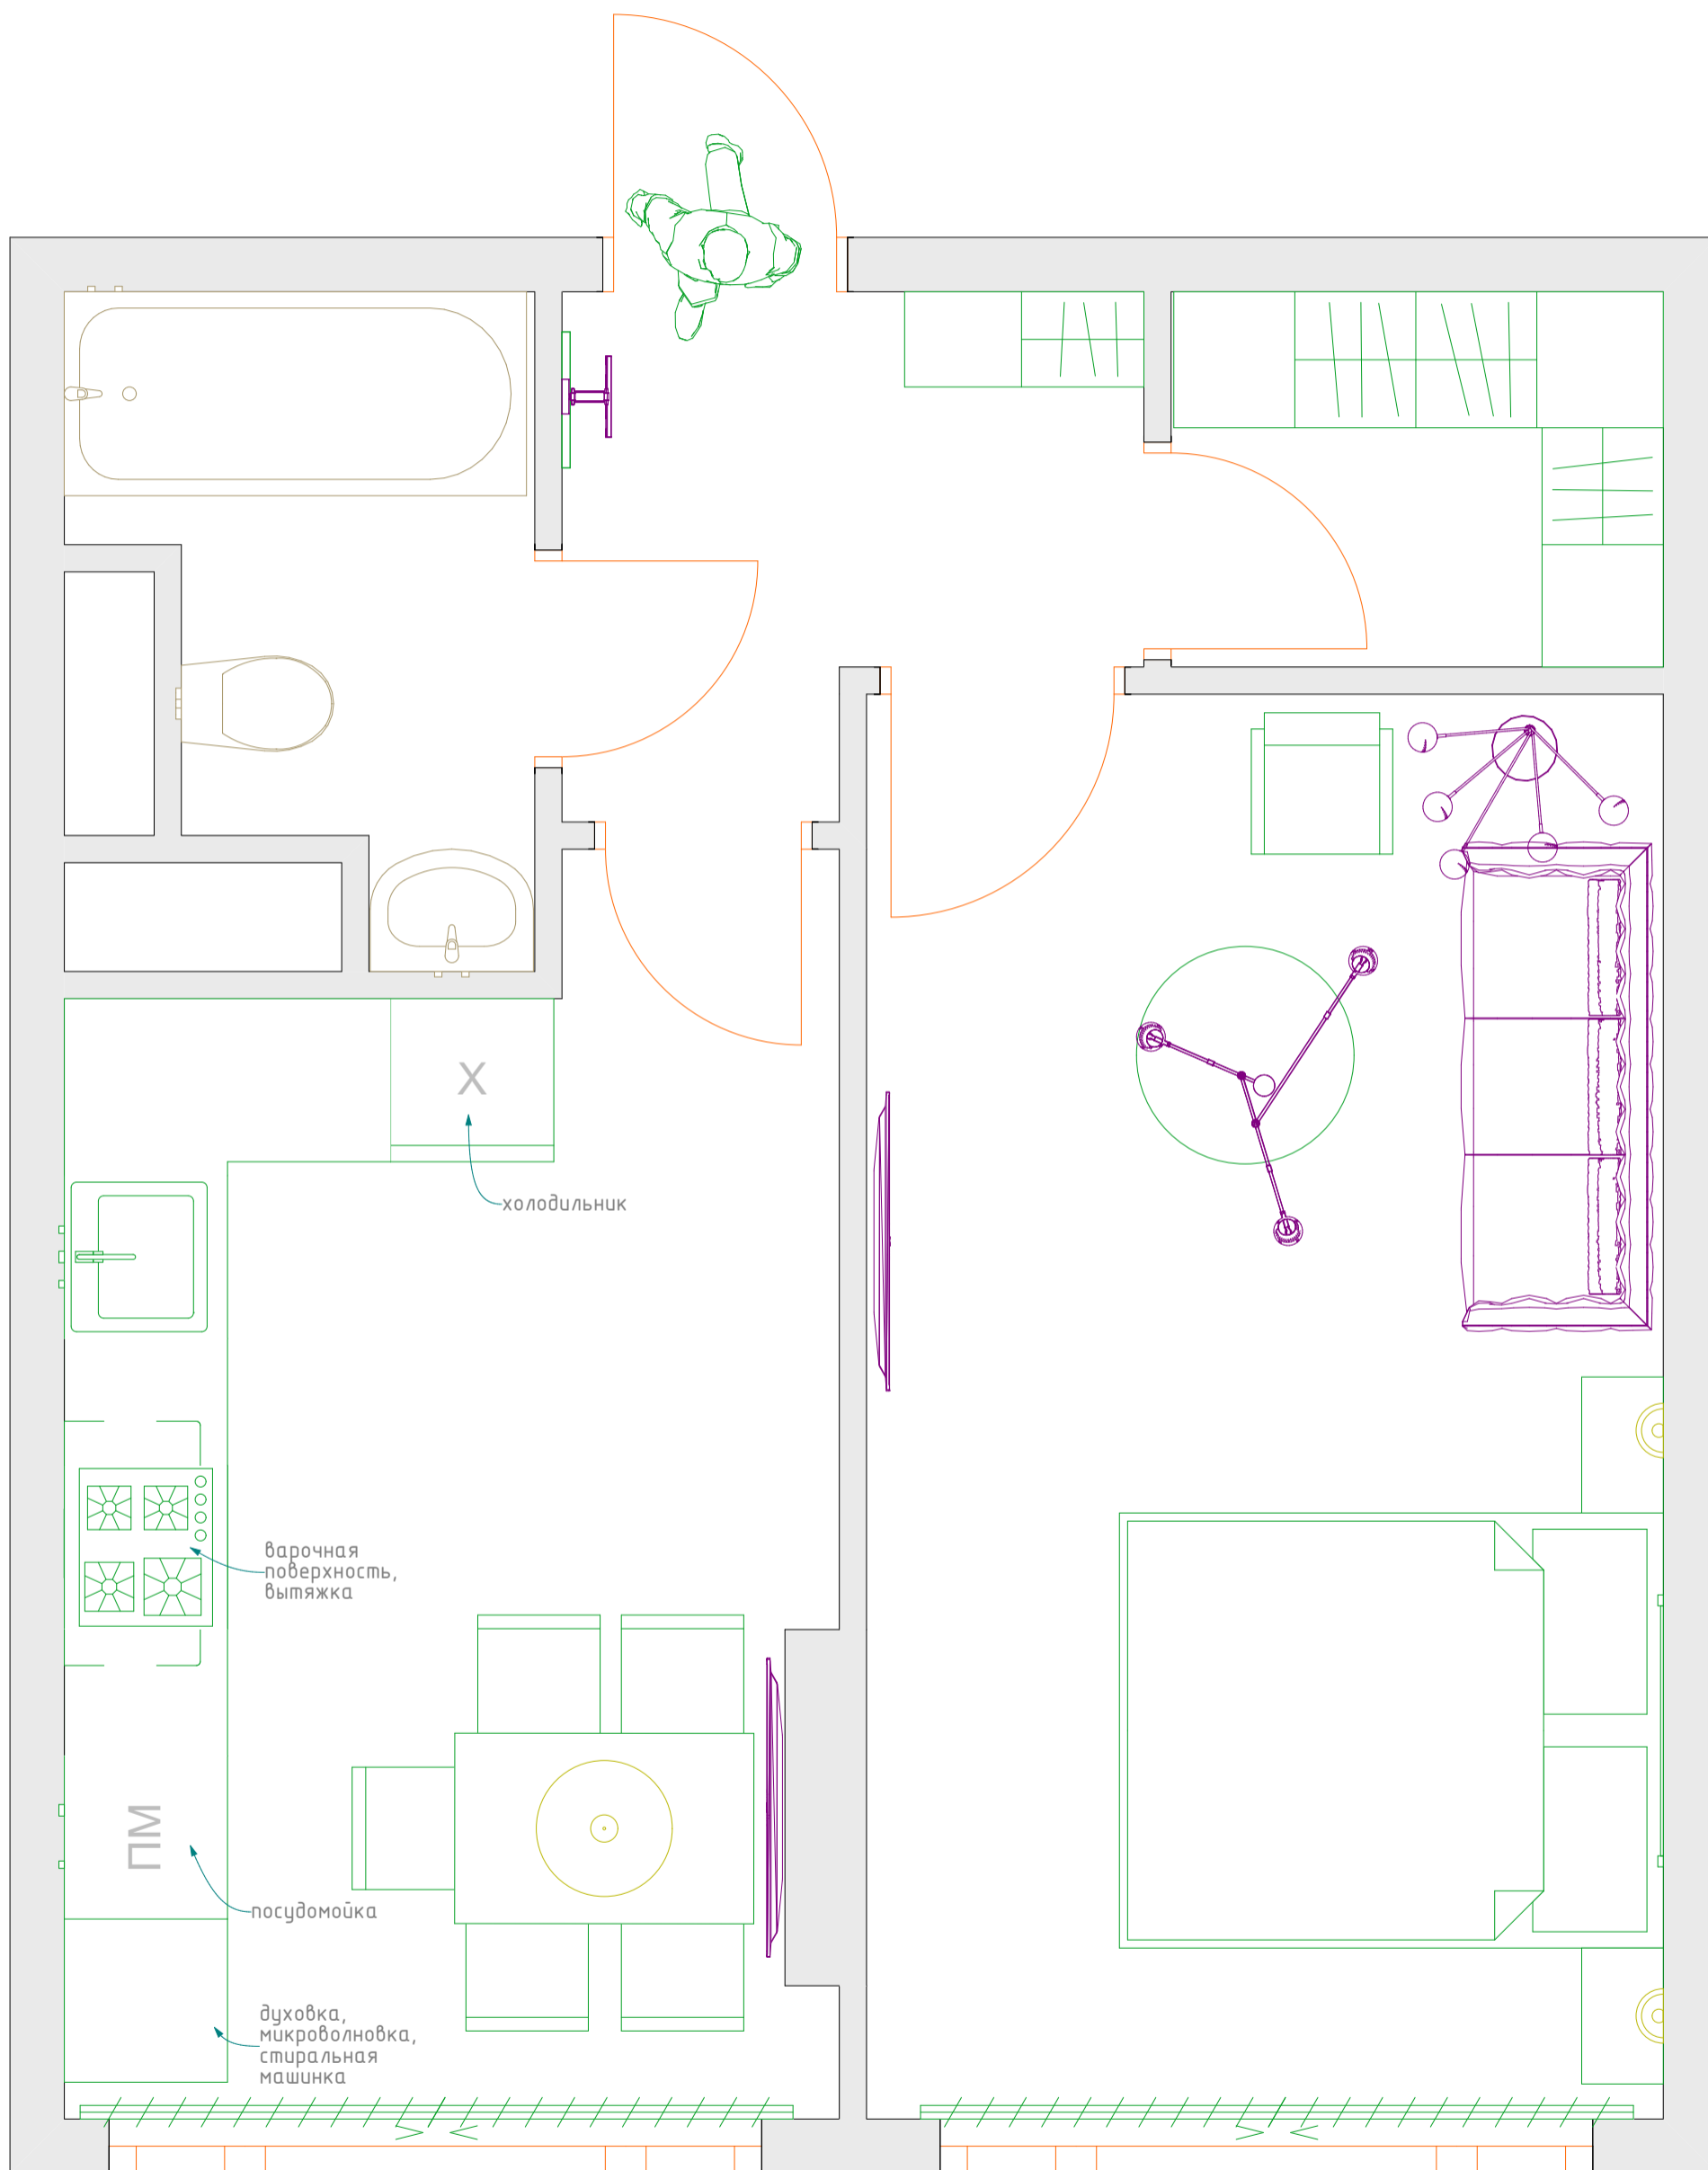 Х
холодильник
варочная
поверхность,
вытяжка
ПМ
посудомойка
духовка,
микроволновка,
стиральная
машинка